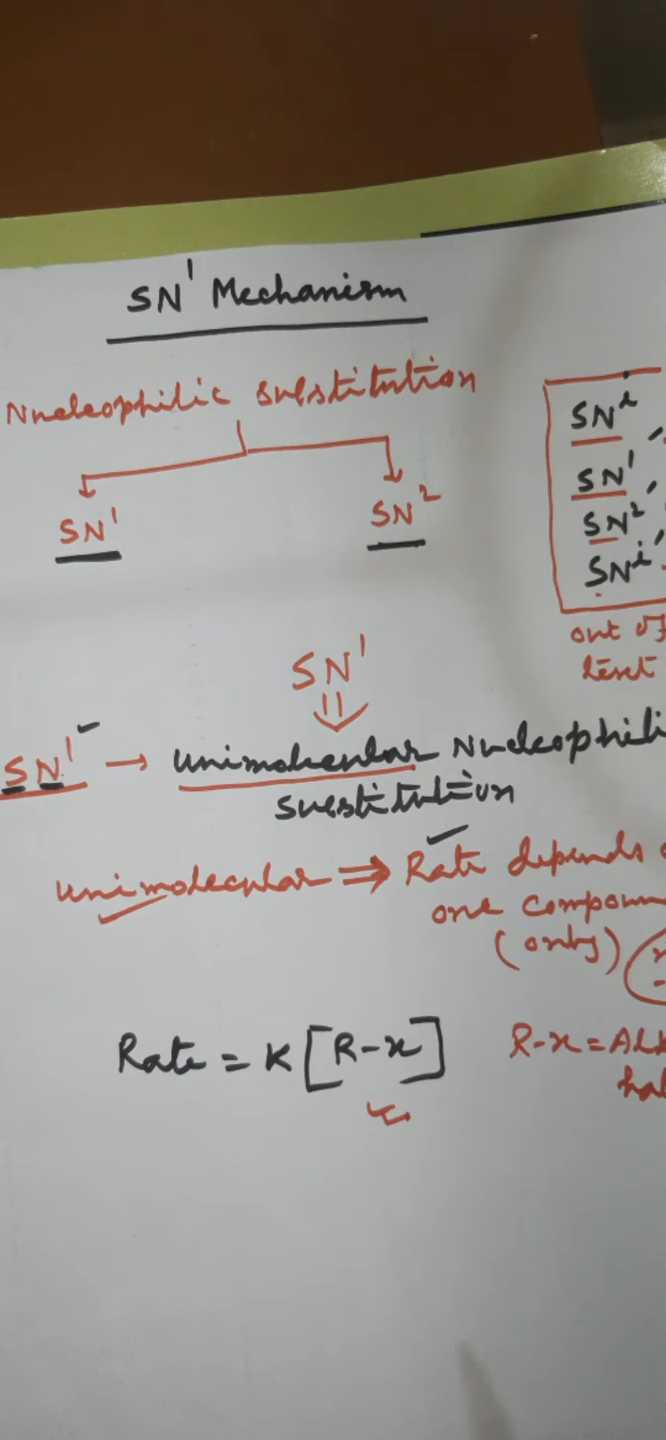 SN¹ Mechanism
Nucleophilic substitution
SN¹ SN²
SNⁱ
SN¹
SN²
SNⁱ
out of
SN¹
SN¹ → unimolecular Nucleophili
substitution
unimolecular ⇒ Rate depends
one compoun
(only)
Rate = K[R-x] R-x = ALK
hal